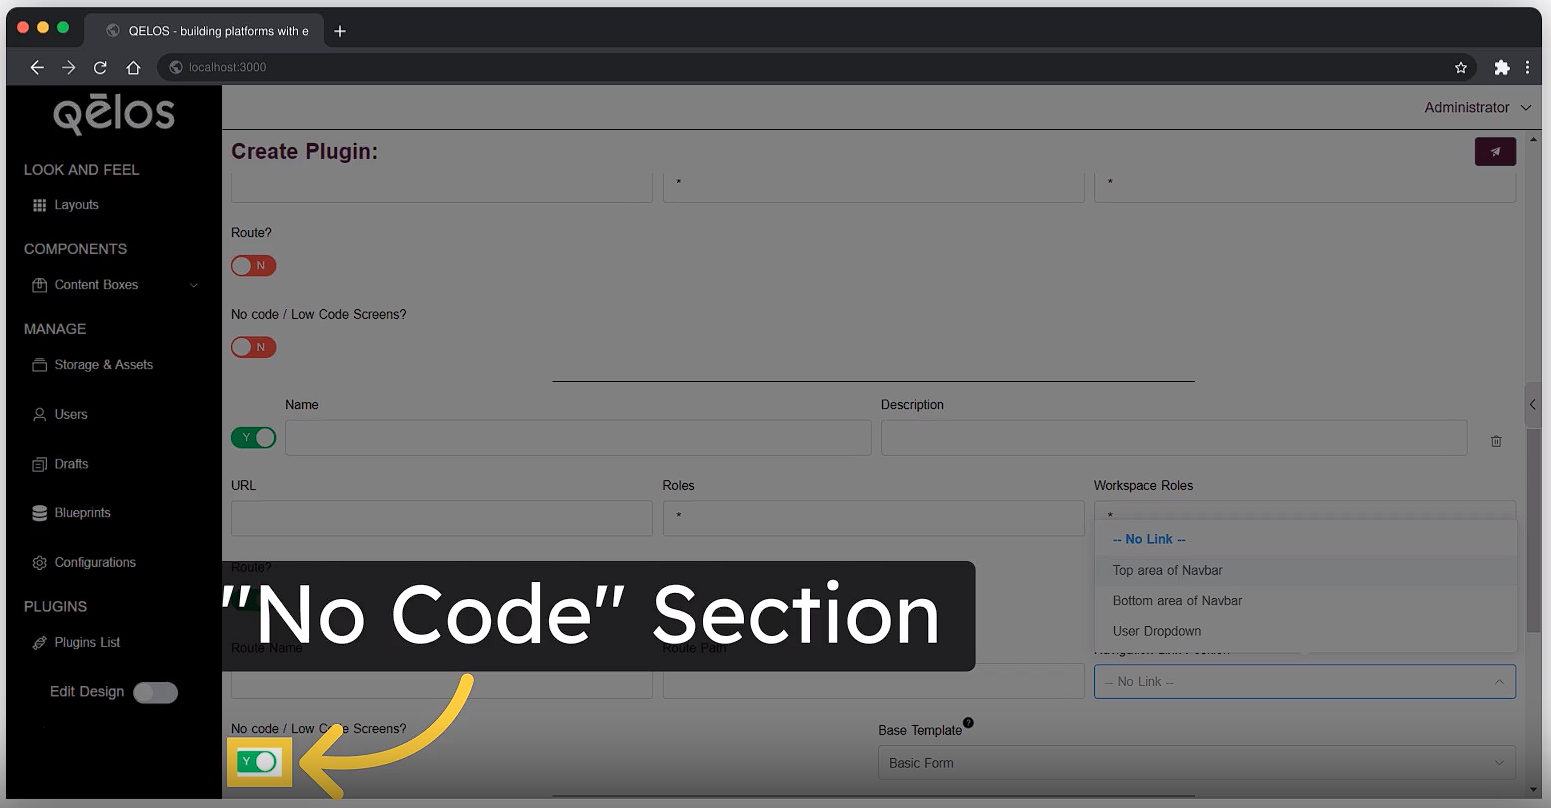 QELOS - building platforms with e
localhost:3000
qēlos
Administrator
LOOK AND FEEL
Layouts
COMPONENTS
Content Boxes
MANAGE
Storage & Assets
Users
Drafts
Blueprints
Configurations
PLUGINS
Plugins List
Edit Design
Create Plugin:
*
*
Route?
N
No code / Low Code Screens?
N
Name
Description
Y
URL
Roles
Workspace Roles
*
*
-- No Link --
Top area of Navbar
Bottom area of Navbar
User Dropdown
Route?
"No Code" Section
Route Name
Route Path
Navigation Link Position
-- No Link --
No code / Low Code Screens?
Base Template
?
Y
Basic Form